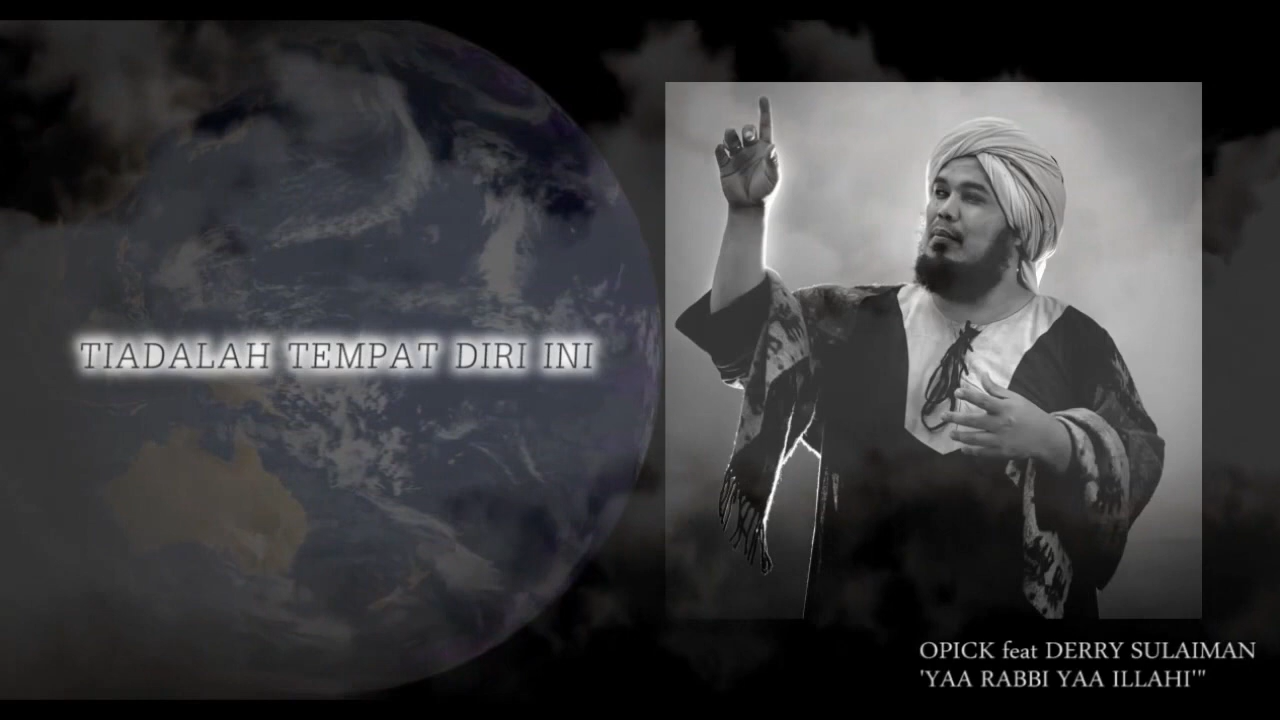 TIADALAH TEMPAT DIRI INI
OPICK feat DERRY SULAIMAN
'YAA RABBI YAA ILLAHI'"